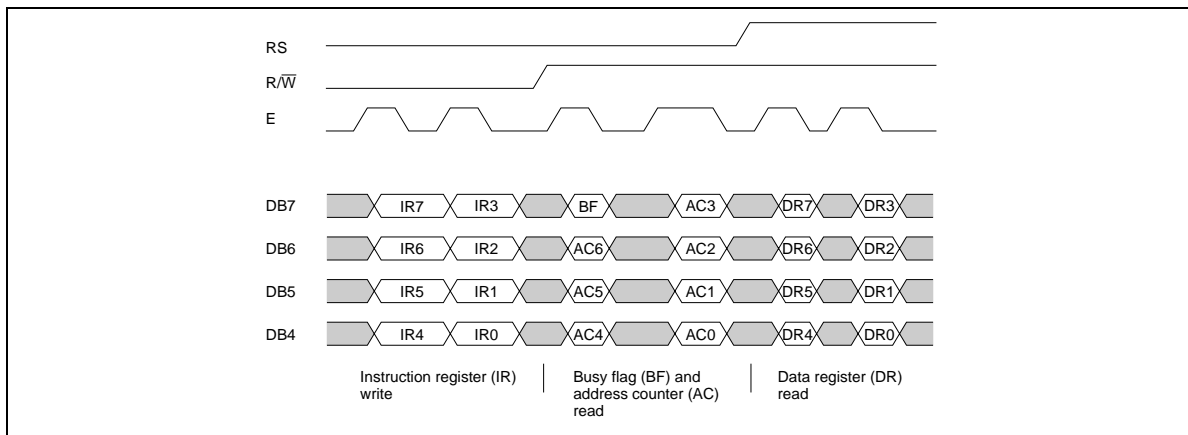 RS
R/W̅
E
DB7 IR7 IR3 BF AC3 DR7 DR3
DB6 IR6 IR2 AC6 AC2 DR6 DR2
DB5 IR5 IR1 AC5 AC1 DR5 DR1
DB4 IR4 IR0 AC4 AC0 DR4 DR0
Instruction register (IR)
write
Busy flag (BF) and
address counter (AC)
read
Data register (DR)
read